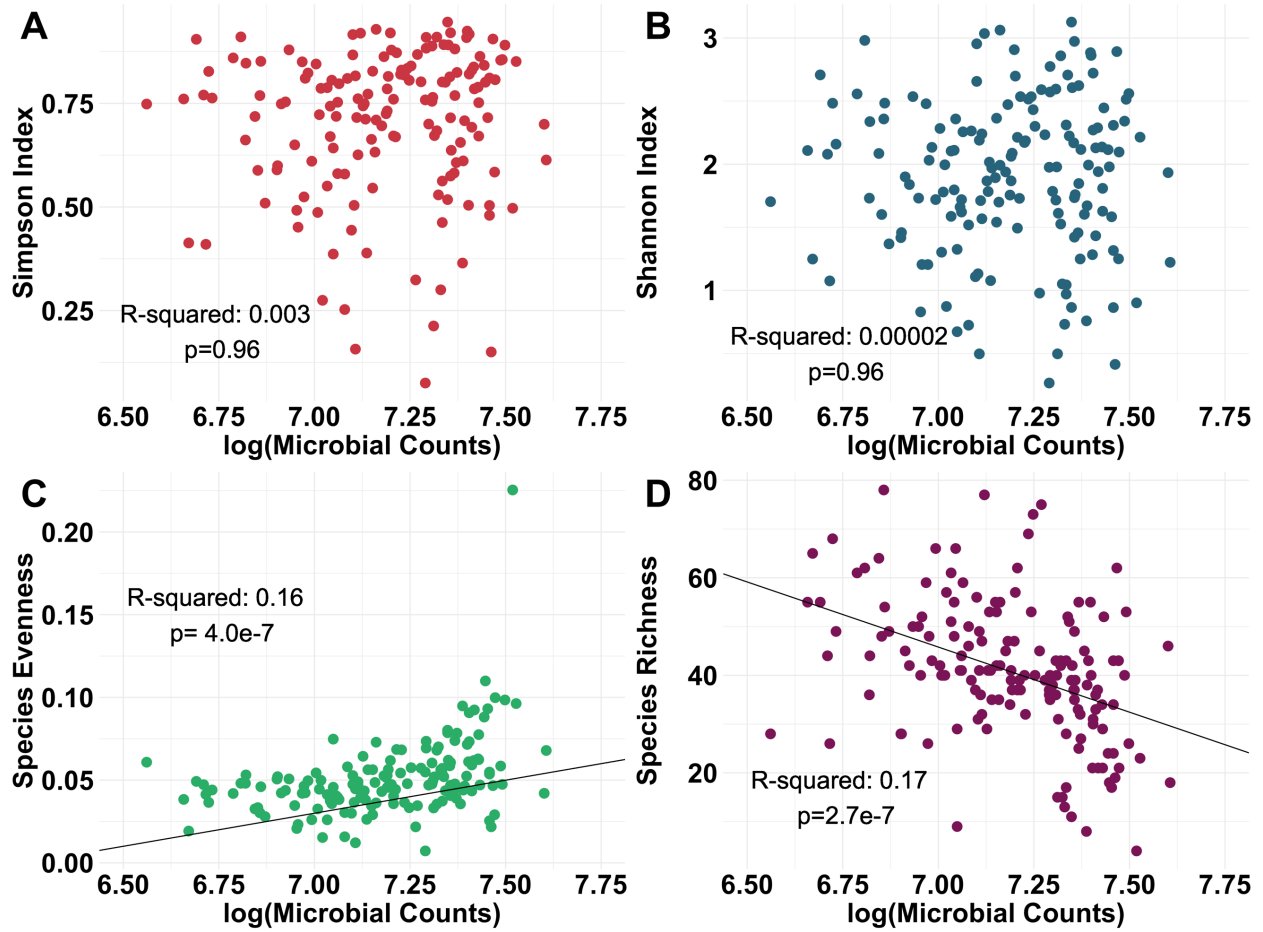 A
Simpson Index
0.75
0.50
0.25
R-squared: 0.003
p=0.96
6.50 6.75 7.00 7.25 7.50 7.75
log(Microbial Counts)
B
Shannon Index
3
2
1
R-squared: 0.00002
p=0.96
6.50 6.75 7.00 7.25 7.50 7.75
log(Microbial Counts)
C
Species Evenness
0.20
0.15
0.10
0.05
0.00
R-squared: 0.16
p= 4.0e-7
6.50 6.75 7.00 7.25 7.50 7.75
log(Microbial Counts)
D
Species Richness
80
60
40
20
R-squared: 0.17
p=2.7e-7
6.50 6.75 7.00 7.25 7.50 7.75
log(Microbial Counts)